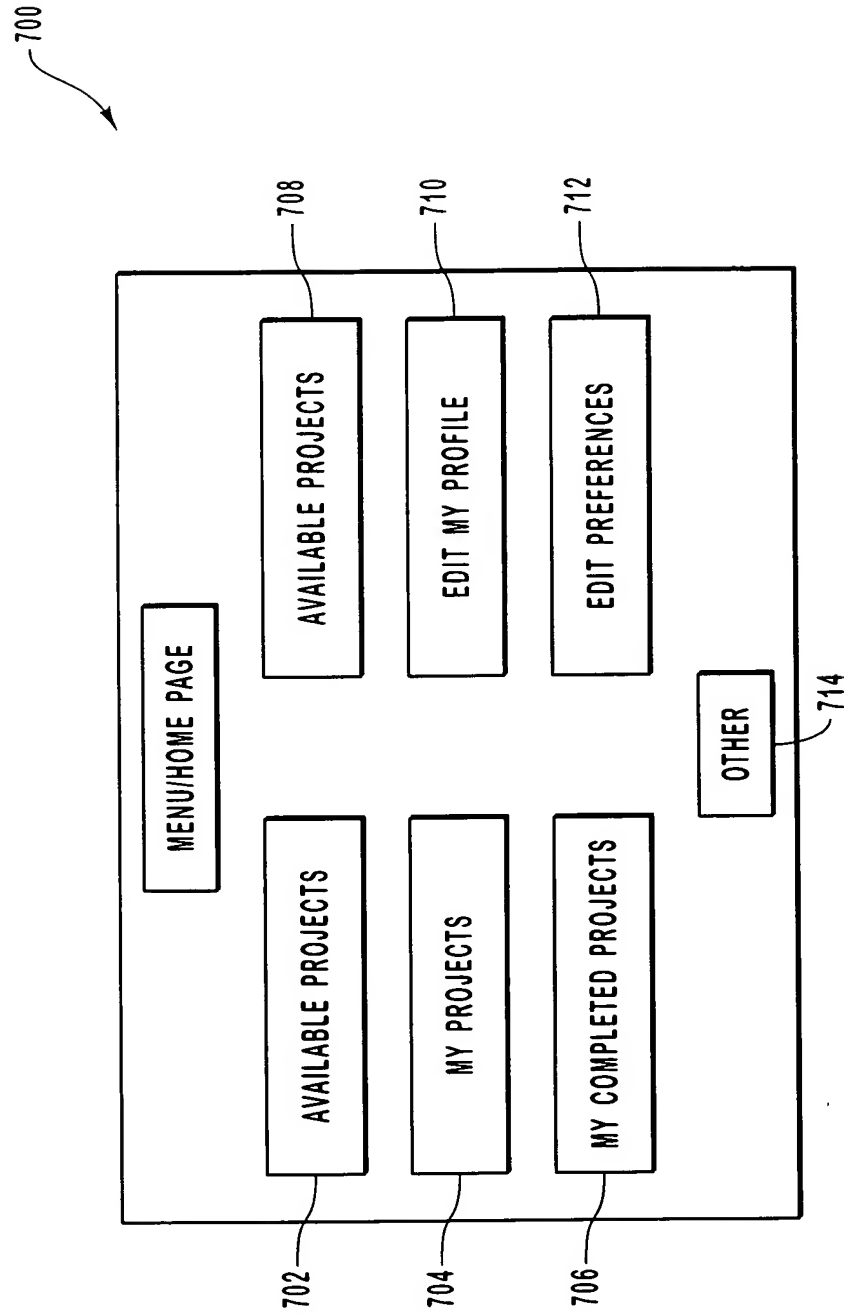 700
MENU/HOME PAGE
702
AVAILABLE PROJECTS
AVAILABLE PROJECTS
708
704
MY PROJECTS
EDIT MY PROFILE
710
706
MY COMPLETED PROJECTS
EDIT PREFERENCES
712
OTHER
714